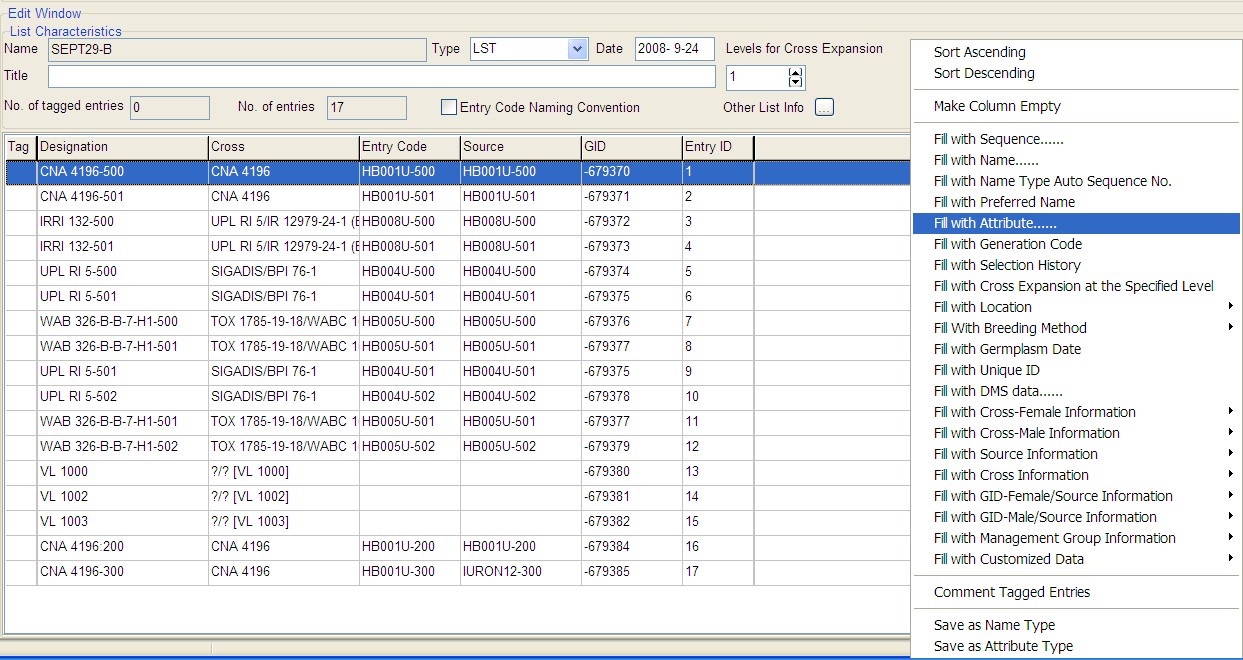 Edit Window
List Characteristics
Name SEPT29-B Type LST Date 2008- 9-24 Levels for Cross Expansion
Title 1
No. of tagged entries 0 No. of entries 17 Entry Code Naming Convention Other List Info ...
Tag Designation Cross Entry Code Source GID Entry ID
CNA 4196-500 CNA 4196 HB001U-500 HB001U-500 -679370 1
CNA 4196-501 CNA 4196 HB001U-501 HB001U-501 -679371 2
IRRI 132-500 UPL RI 5/IR 12979-24-1 (E HB008U-500 HB008U-500 -679372 3
IRRI 132-501 UPL RI 5/IR 12979-24-1 (E HB008U-501 HB008U-501 -679373 4
UPL RI 5-500 SIGADIS/BPI 76-1 HB004U-500 HB004U-500 -679374 5
UPL RI 5-501 SIGADIS/BPI 76-1 HB004U-501 HB004U-501 -679375 6
WAB 326-B-B-7-H1-500 TOX 1785-19-18/WABC 1 HB005U-500 HB005U-500 -679376 7
WAB 326-B-B-7-H1-501 TOX 1785-19-18/WABC 1 HB005U-501 HB005U-501 -679377 8
UPL RI 5-501 SIGADIS/BPI 76-1 HB004U-501 HB004U-501 -679375 9
UPL RI 5-502 SIGADIS/BPI 76-1 HB004U-502 HB004U-502 -679378 10
WAB 326-B-B-7-H1-501 TOX 1785-19-18/WABC 1 HB005U-501 HB005U-501 -679377 11
WAB 326-B-B-7-H1-502 TOX 1785-19-18/WABC 1 HB005U-502 HB005U-502 -679379 12
VL 1000 ?/? [VL 1000] -679380 13
VL 1002 ?/? [VL 1002] -679381 14
VL 1003 ?/? [VL 1003] -679382 15
CNA 4196:200 CNA 4196 HB001U-200 HB001U-200 -679384 16
CNA 4196-300 CNA 4196 HB001U-300 IURON12-300 -679385 17
Sort Ascending
Sort Descending
Make Column Empty
Fill with Sequence......
Fill with Name......
Fill with Name Type Auto Sequence No.
Fill with Preferred Name
Fill with Attribute......
Fill with Generation Code
Fill with Selection History
Fill with Cross Expansion at the Specified Level
Fill with Location
Fill With Breeding Method
Fill with Germplasm Date
Fill with Unique ID
Fill with DMS data......
Fill with Cross-Female Information
Fill with Cross-Male Information
Fill with Source Information
Fill with Cross Information
Fill with GID-Female/Source Information
Fill with GID-Male/Source Information
Fill with Management Group Information
Fill with Customized Data
Comment Tagged Entries
Save as Name Type
Save as Attribute Type